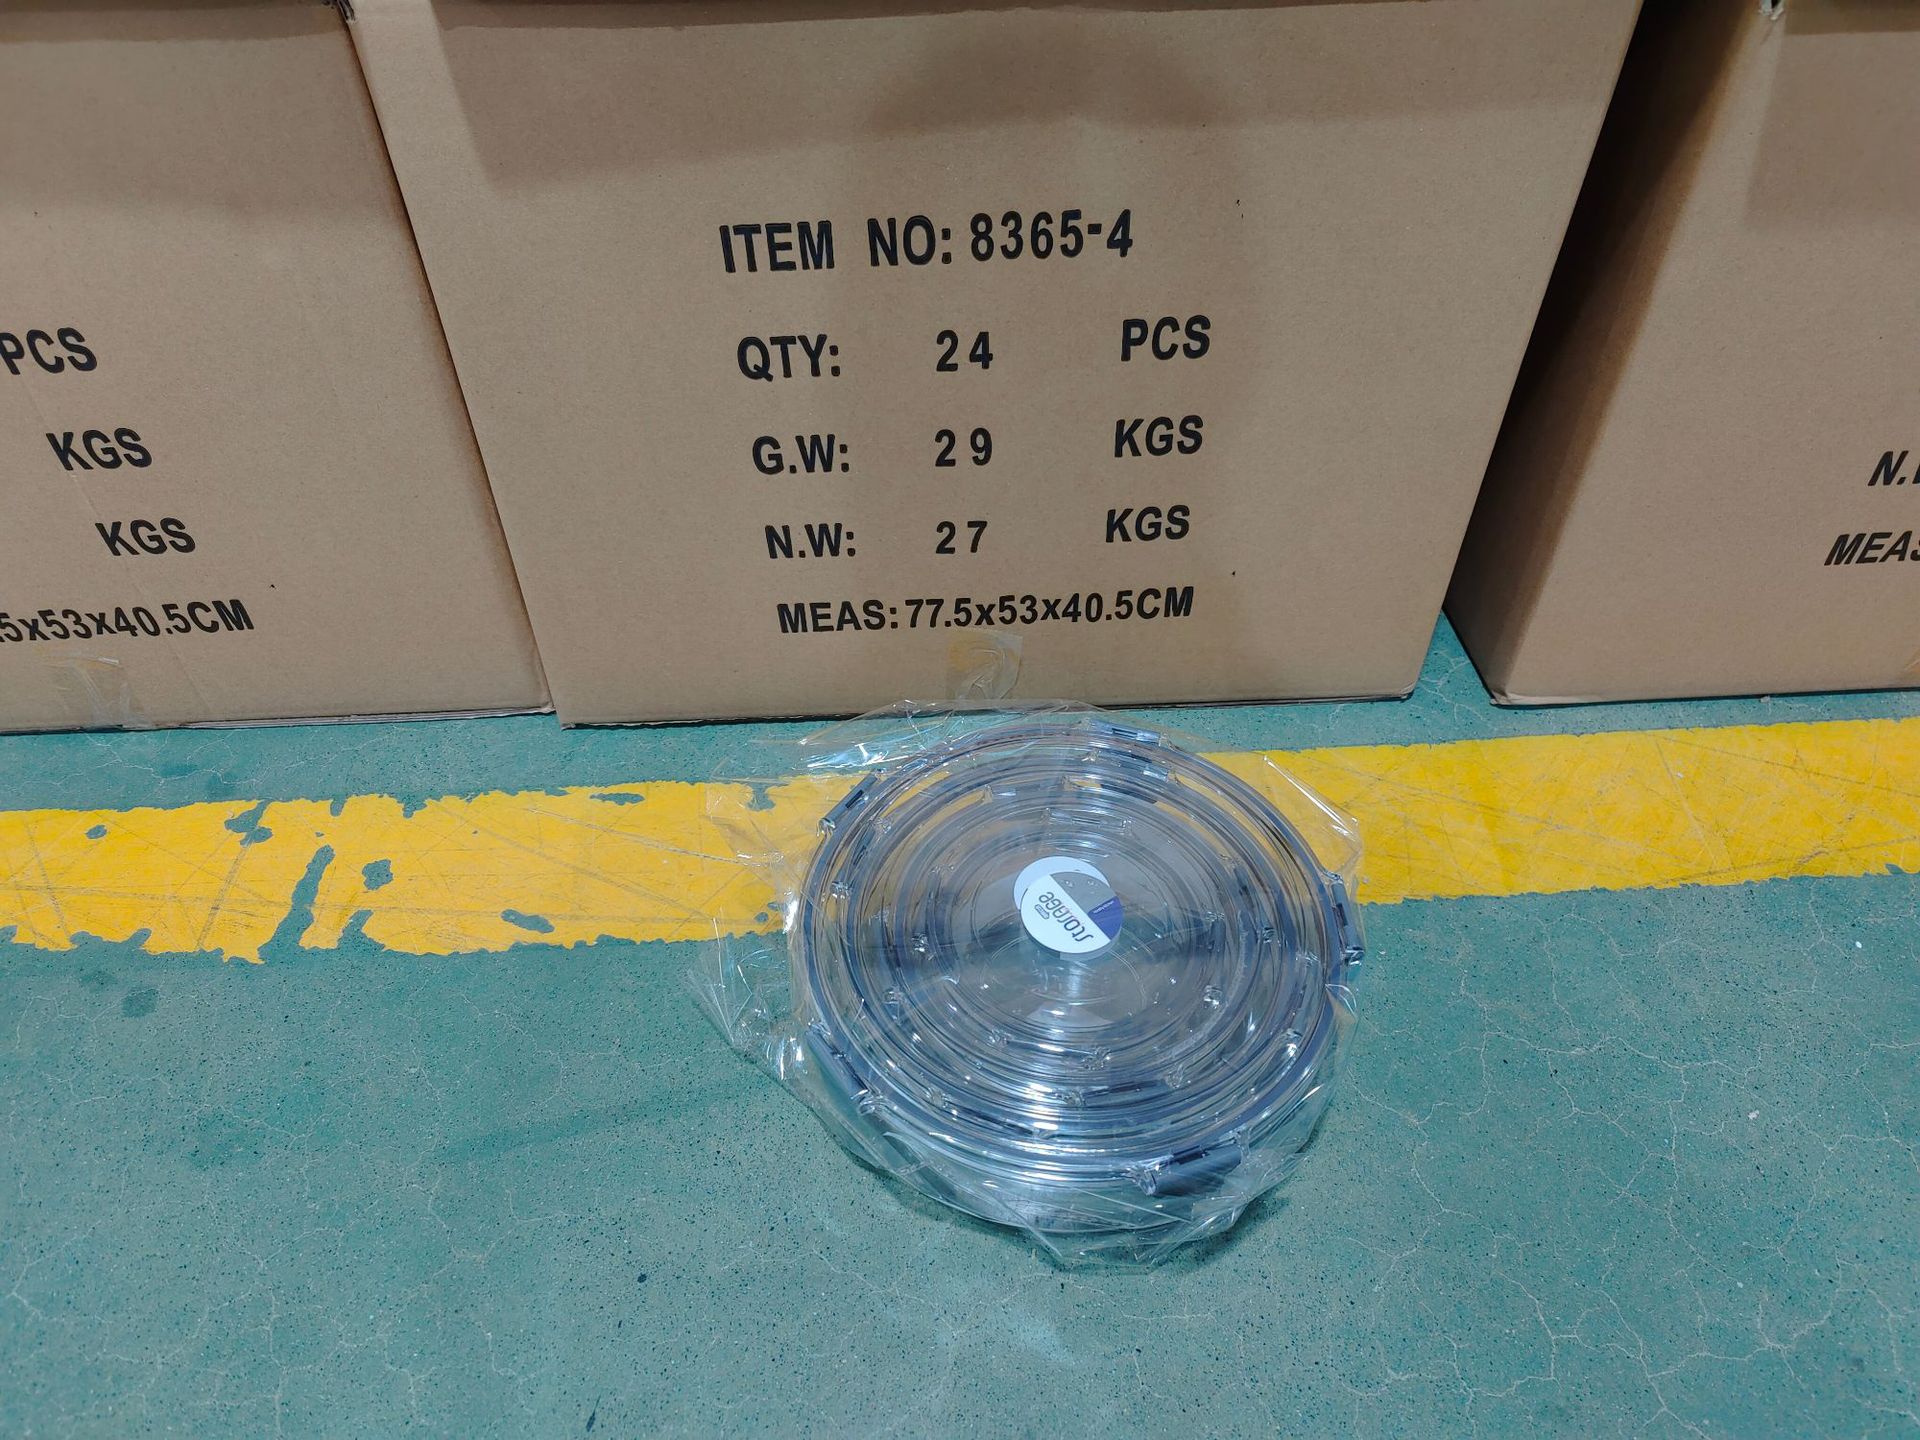 PCS
KGS
KGS
5x53x40.5CM
ITEM NO: 8365-4
QTY: 24 PCS
G.W: 29 KGS
N.W: 27 KGS
MEAS: 77.5x53x40.5CM
N.
MEAS
storage